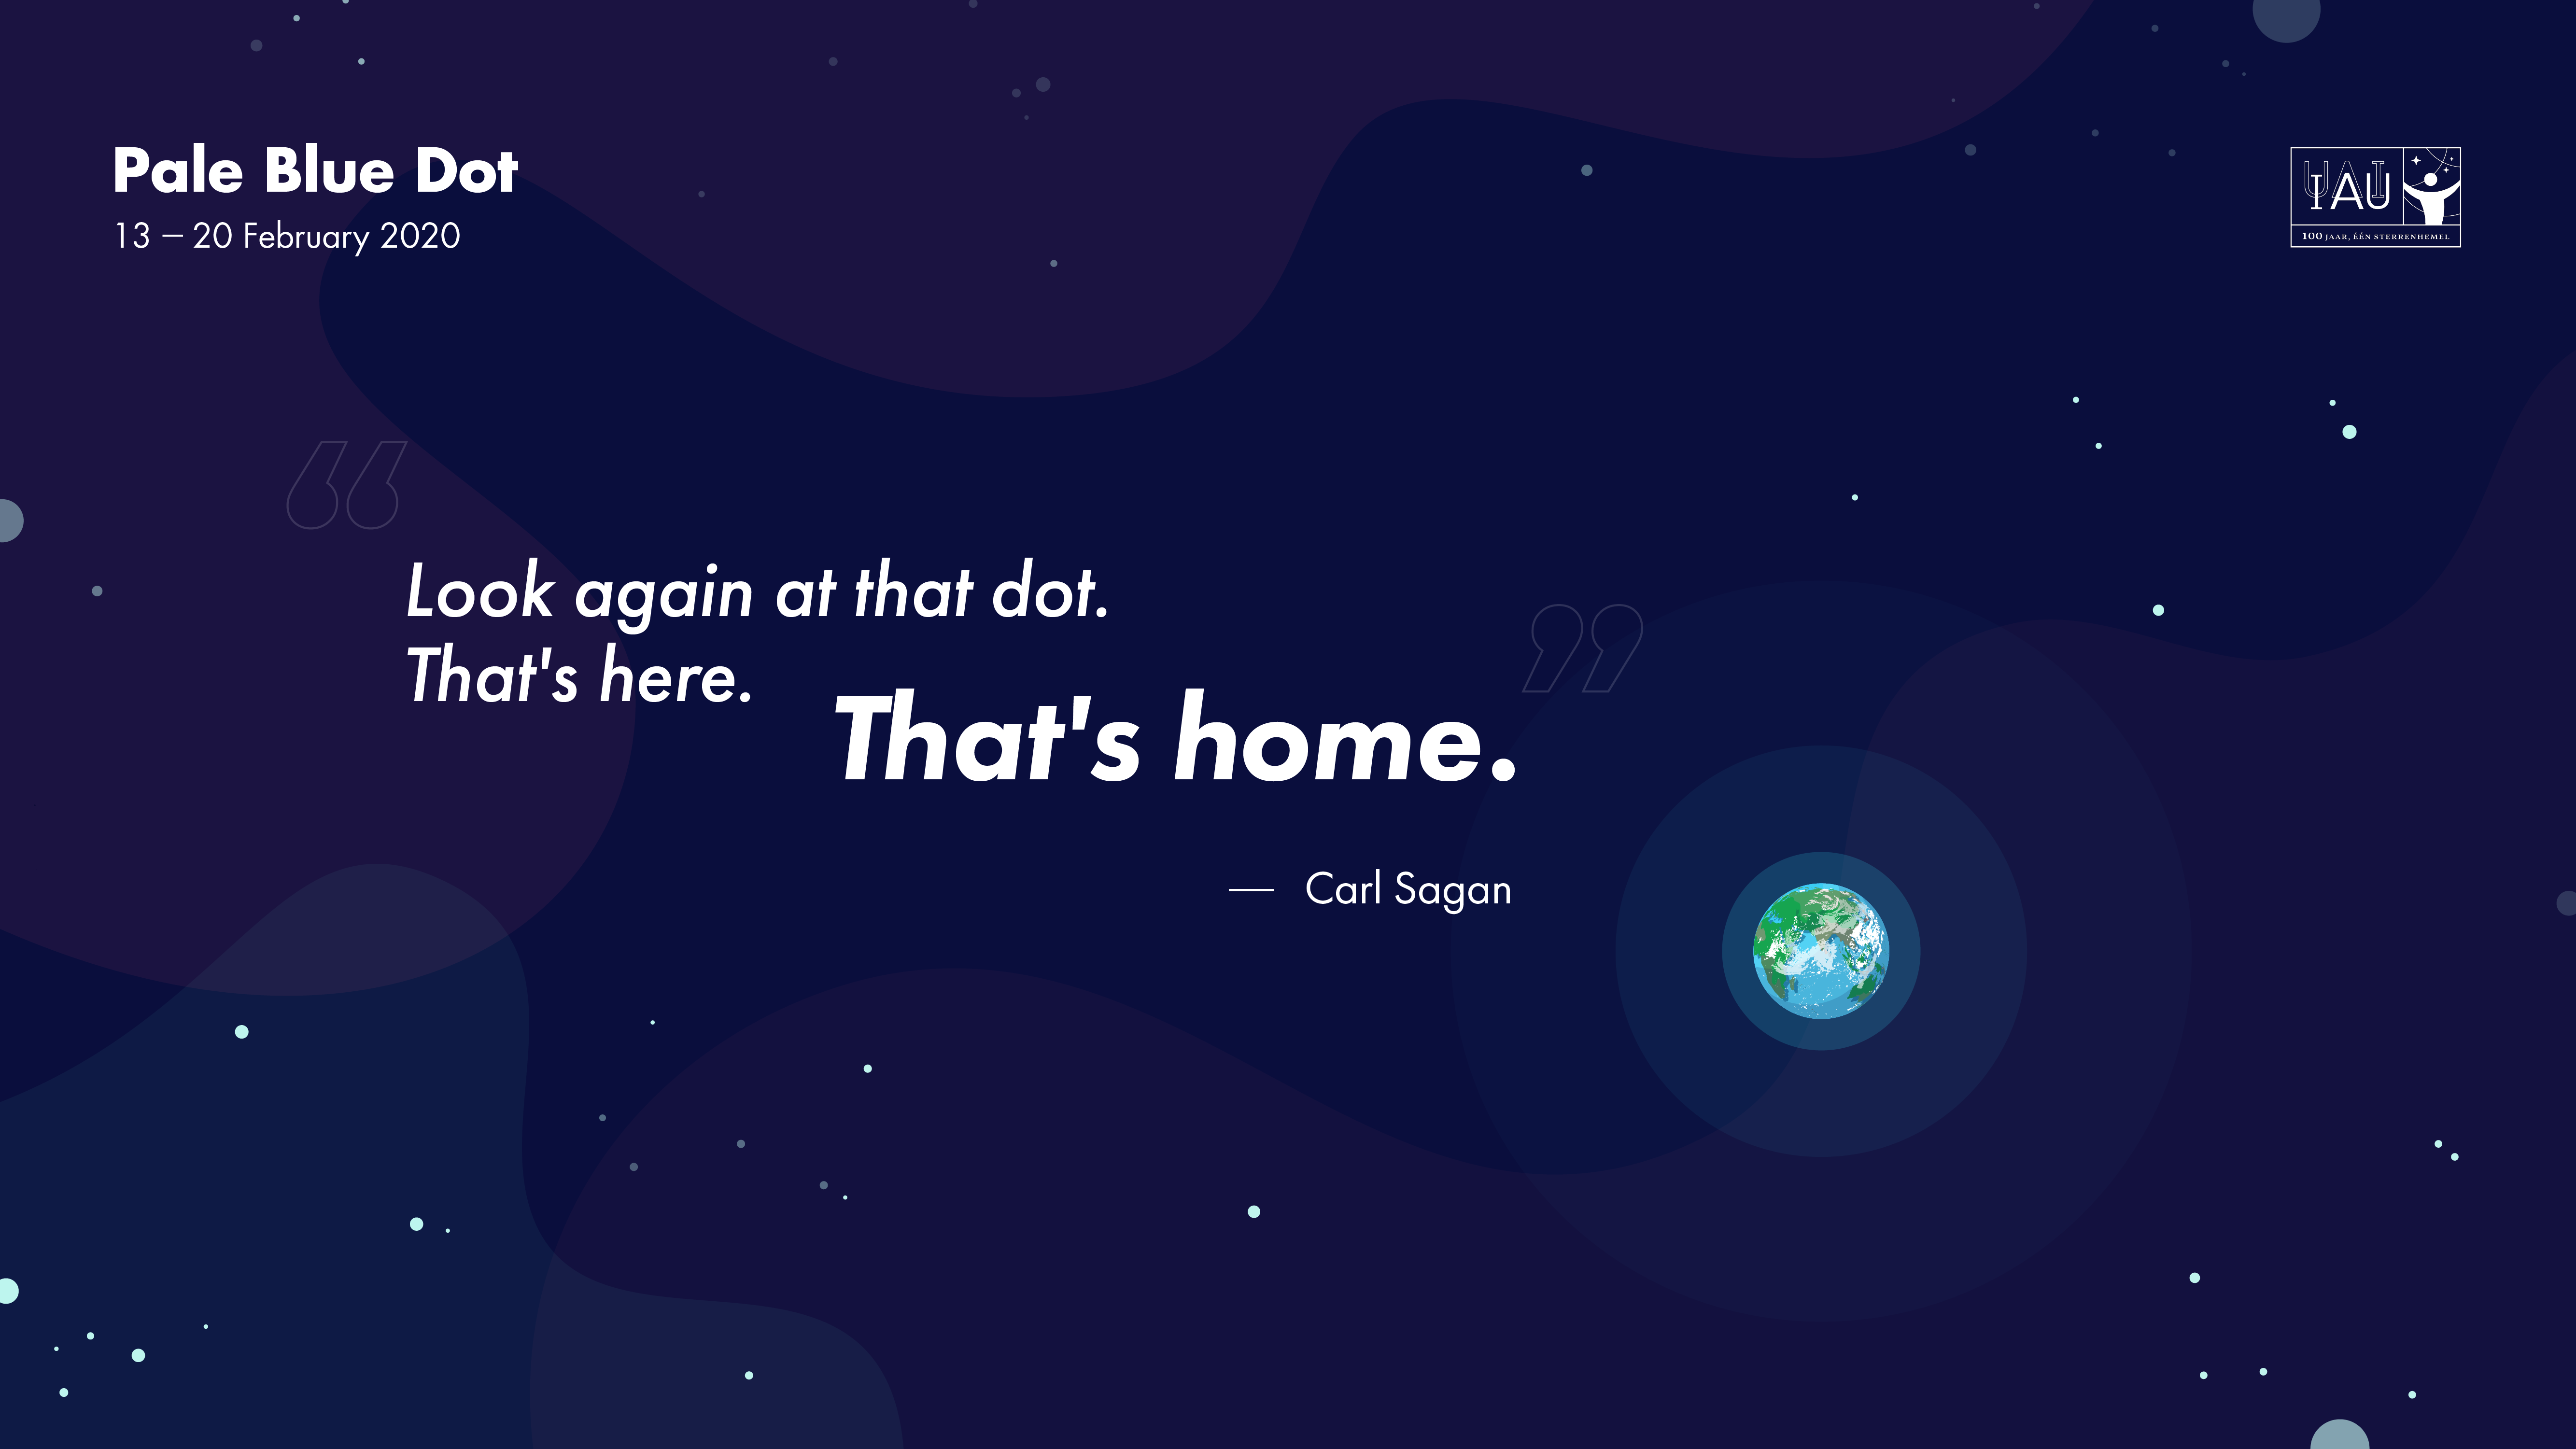 Pale Blue Dot
13 – 20 February 2020
IAU
100 JAAR, ÉÉN STERRENHEMEL
“
Look again at that dot.
That's here.
That's home.
”
— Carl Sagan